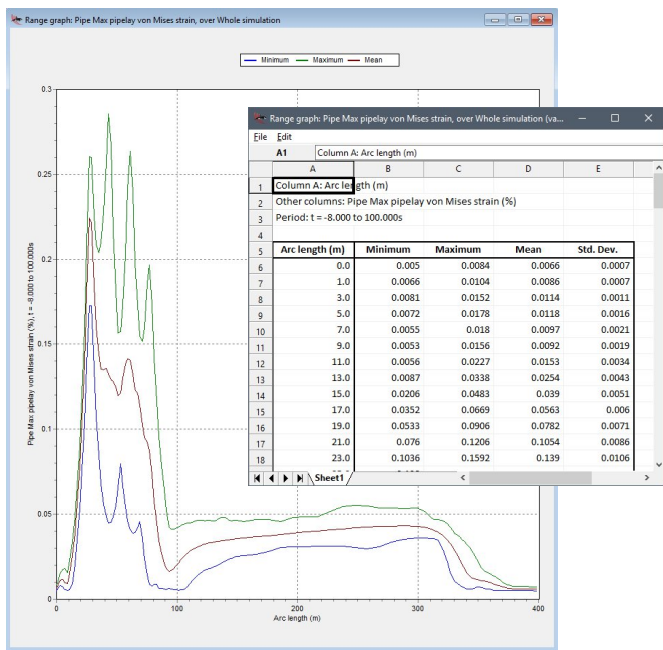 Range graph: Pipe Max pipelay von Mises strain, over Whole simulation
Minimum Maximum Mean
0.3
0.25
0.2
0.15
0.1
0.05
0
Pipe Max pipelay von Mises strain (%), t = -8.000 to 100.000s
0 100 200 300 400
Arc length (m)
Range graph: Pipe Max pipelay von Mises strain, over Whole simulation (va...
File Edit
A1 Column A: Arc length (m)
A B C D E
1 Column A: Arc length (m)
2 Other columns: Pipe Max pipelay von Mises strain (%)
3 Period: t = -8.000 to 100.000s
4
5 Arc length (m) Minimum Maximum Mean Std. Dev.
6 0.0 0.005 0.0084 0.0066 0.0007
7 1.0 0.0066 0.0104 0.0086 0.0007
8 3.0 0.0081 0.0152 0.0114 0.0011
9 5.0 0.0072 0.0178 0.0118 0.0016
10 7.0 0.0055 0.018 0.0097 0.0021
11 9.0 0.0053 0.0156 0.0092 0.0019
12 11.0 0.0056 0.0227 0.0153 0.0034
13 13.0 0.0087 0.0338 0.0254 0.0043
14 15.0 0.0206 0.0483 0.039 0.0051
15 17.0 0.0352 0.0669 0.0563 0.006
16 19.0 0.0533 0.0906 0.0782 0.0071
17 21.0 0.076 0.1206 0.1054 0.0086
18 23.0 0.1036 0.1592 0.139 0.0106
Sheet1